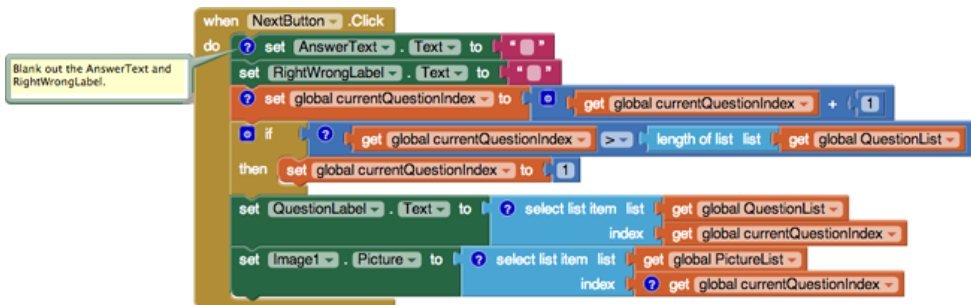 when NextButton .Click
do ? set AnswerText . Text to " "
Blank out the AnswerText and
RightWrongLabel.
set RightWrongLabel . Text to " "
? set global currentQuestionIndex to get global currentQuestionIndex + 1
if ? get global currentQuestionIndex > length of list list get global QuestionList
then set global currentQuestionIndex to 1
set QuestionLabel . Text to ? select list item list get global QuestionList
index get global currentQuestionIndex
set Image1 . Picture to ? select list item list get global PictureList
index ? get global currentQuestionIndex